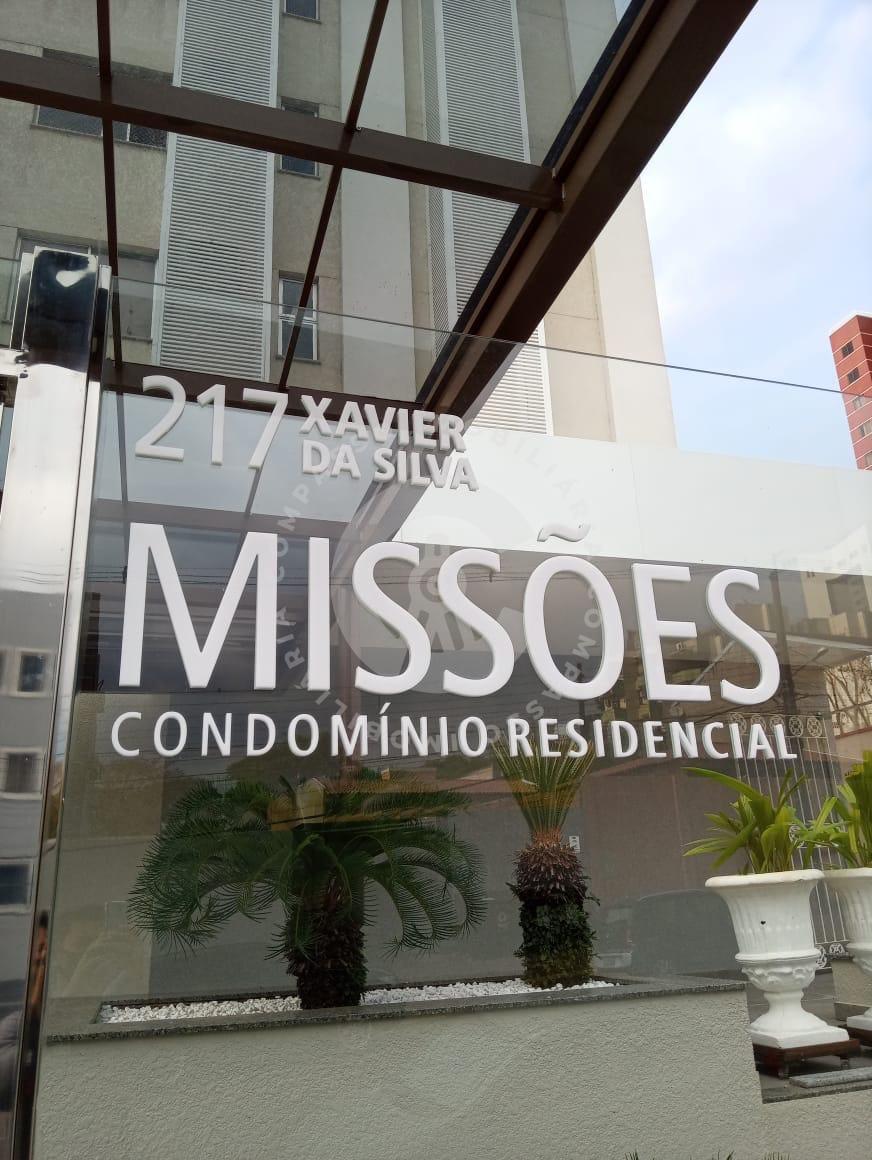 217 XAVIER
DA SILVA
MISSÕES
CONDOMÍNIO RESIDENCIAL